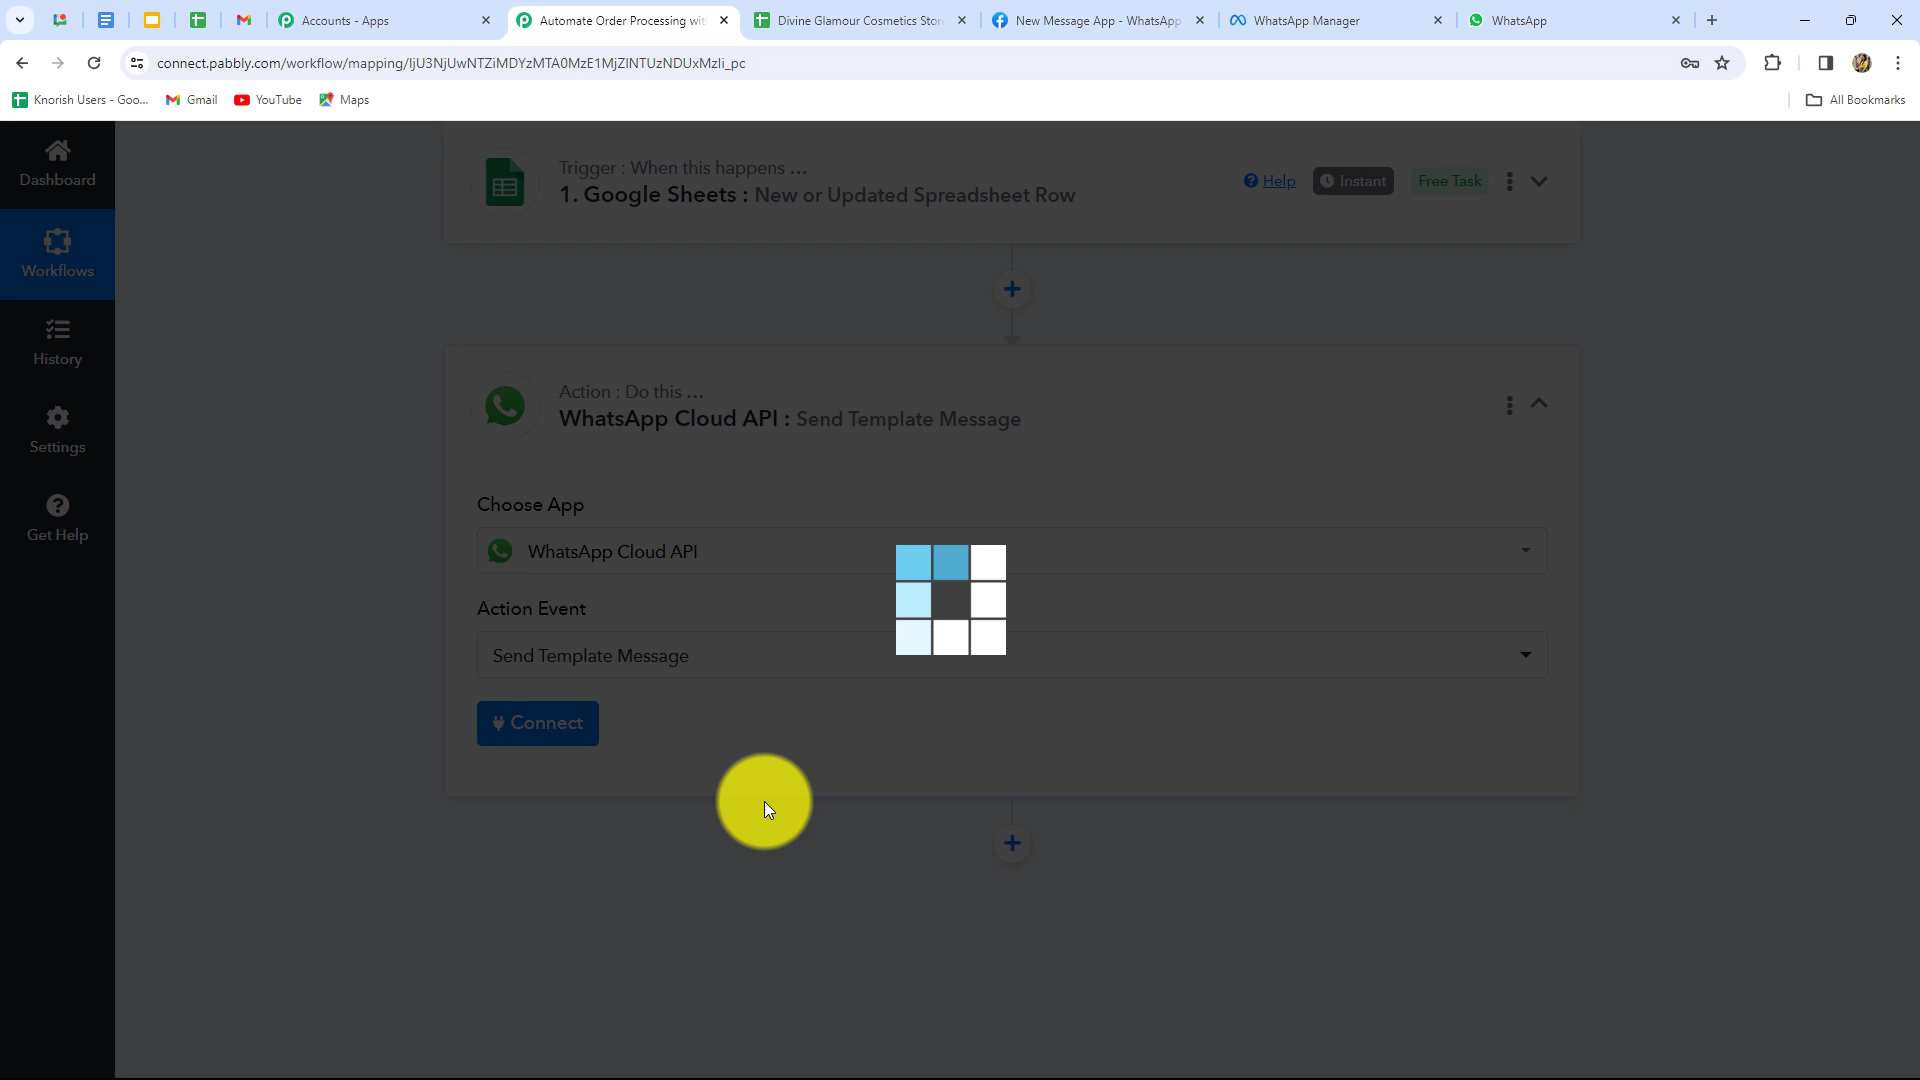 Accounts - Apps
Automate Order Processing wit
Divine Glamour Cosmetics Stor
New Message App - WhatsApp
WhatsApp Manager
WhatsApp
connect.pabbly.com/workflow/mapping/IjU3NjUwNTZiMDYzMTA0MzE1MjZlNTUzNDUxMzIi_pc
Knorish Users - Goo...
Gmail
YouTube
Maps
All Bookmarks
Dashboard
Workflows
History
Settings
Get Help
Trigger : When this happens ...
1. Google Sheets : New or Updated Spreadsheet Row
Help
Instant
Free Task
Action : Do this ...
WhatsApp Cloud API : Send Template Message
Choose App
WhatsApp Cloud API
Action Event
Send Template Message
Connect